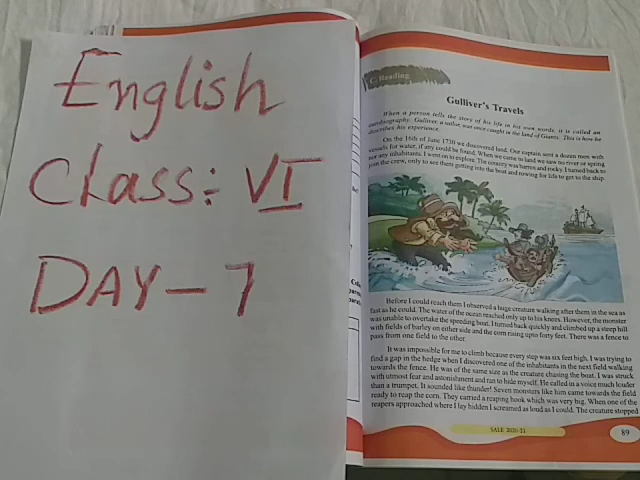 English
Class: VI
DAY - 7
C. Reading
Gulliver's Travels
When a person tells the story of his life in his own words, it is called an
autobiography. Gulliver, a sailor, was once caught in the land of Giants. This is how he
describes his experience.
On the 16th of June 1730 we discovered land. Our captain sent a dozen men with
vessels for water, if any could be found. When we came to land we saw no river or spring
nor any inhabitants. I went on to explore. The country was barren and rocky. I turned back to
join the crew, only to see them getting into the boat and rowing for life to get to the ship.
Before I could reach them I observed a huge creature walking after them in the sea as
fast as he could. The water of the ocean reached only up to his knees. However, the monster
was unable to overtake the speeding boat. I turned back quickly and climbed up a steep hill
with fields of barley on either side and the corn rising upto forty feet. There was a fence to
pass from one field to the other.
It was impossible for me to climb because every step was six feet high. I was trying to
find a gap in the hedge when I discovered one of the inhabitants in the next field walking
towards the fence. He was of the same size as the creature chasing the boat. I was struck
with utmost fear and astonishment and ran to hide myself. He called in a voice much louder
than a trumpet. It sounded like thunder! Seven monsters like him came towards the field
ready to reap the corn. They carried a reaping hook which was very big. When one of the
reapers approached where I lay hidden I screamed as loud as I could. The creature stopped
SALE 2020-21
89